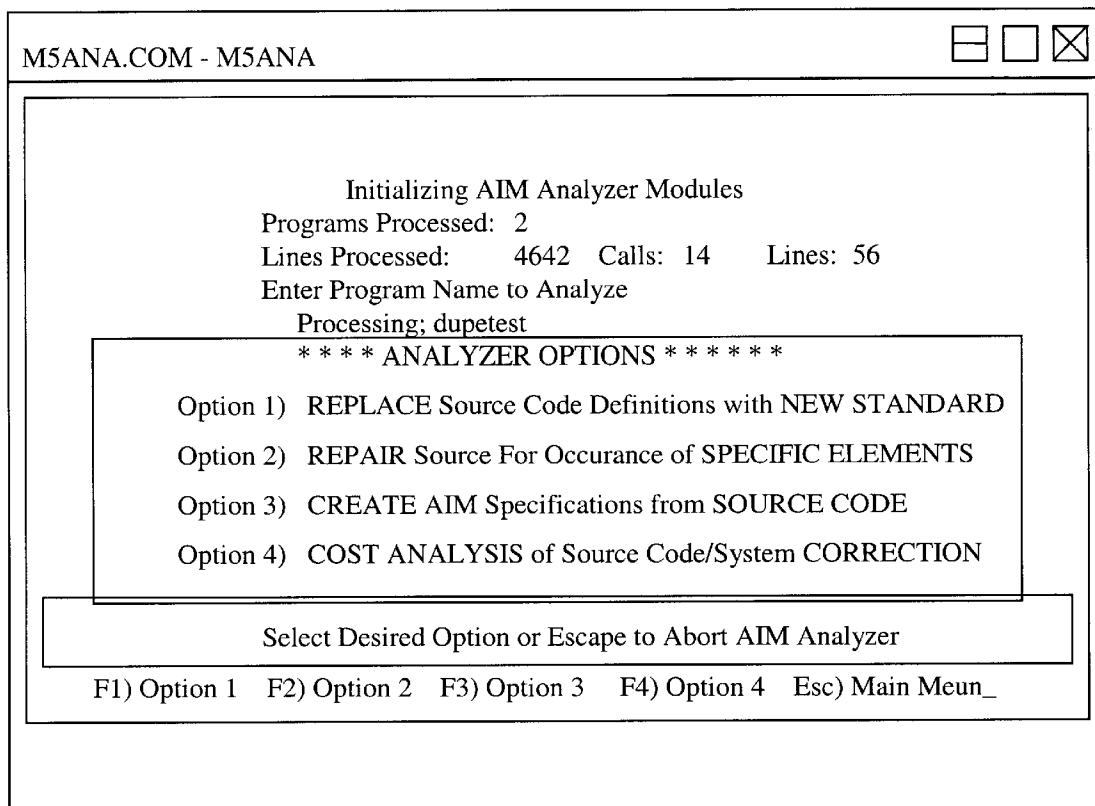 M5ANA.COM - M5ANA
Initializing AIM Analyzer Modules
Programs Processed: 2
Lines Processed: 4642 Calls: 14 Lines: 56
Enter Program Name to Analyze
Processing; dupetest
* * * * ANALYZER OPTIONS * * * * * *
Option 1) REPLACE Source Code Definitions with NEW STANDARD
Option 2) REPAIR Source For Occurance of SPECIFIC ELEMENTS
Option 3) CREATE AIM Specifications from SOURCE CODE
Option 4) COST ANALYSIS of Source Code/System CORRECTION
Select Desired Option or Escape to Abort AIM Analyzer
F1) Option 1 F2) Option 2 F3) Option 3 F4) Option 4 Esc) Main Meun_